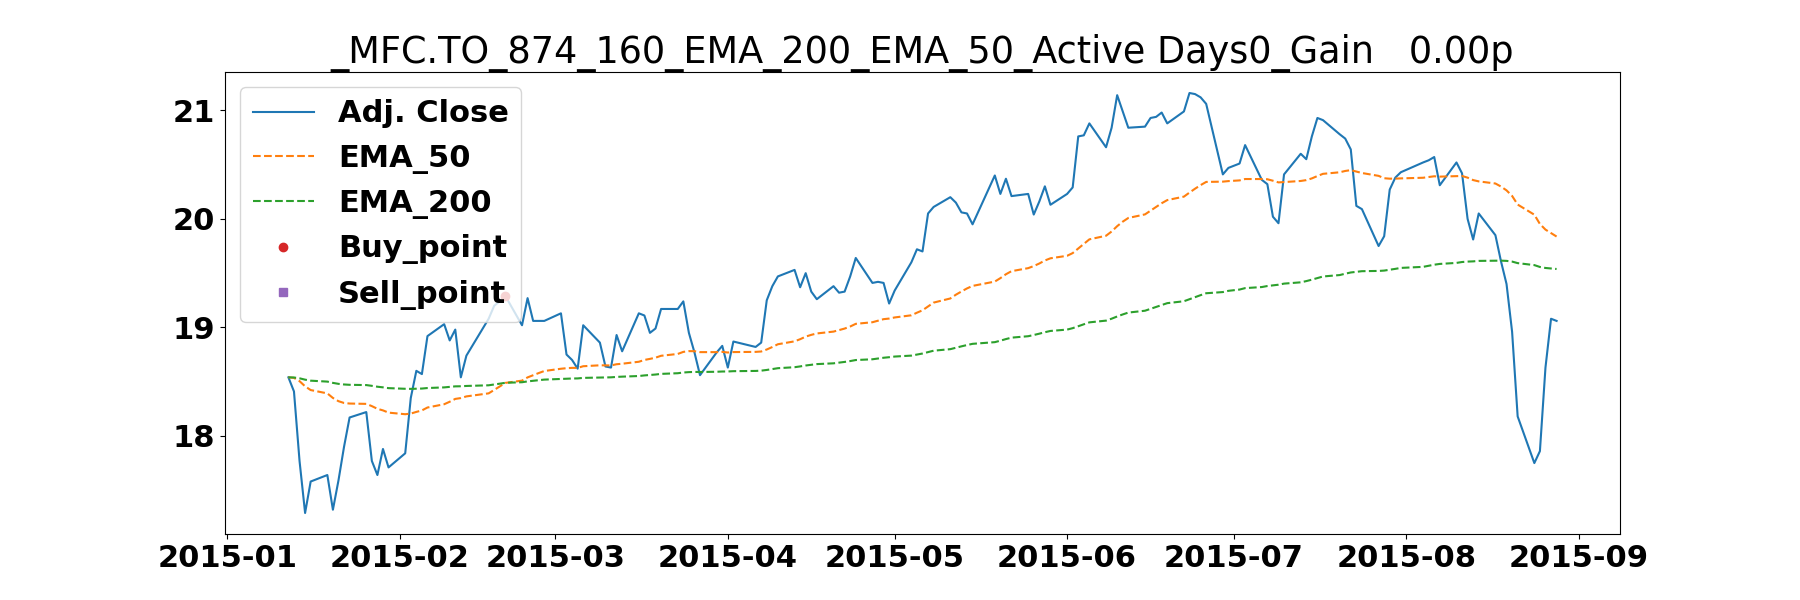 _MFC.TO_874_160_EMA_200_EMA_50_Active Days0_Gain   0.00p
21
20
19
18
Adj. Close
EMA_50
EMA_200
Buy_point
Sell_point
2015-01 2015-02 2015-03 2015-04 2015-05 2015-06 2015-07 2015-08 2015-09